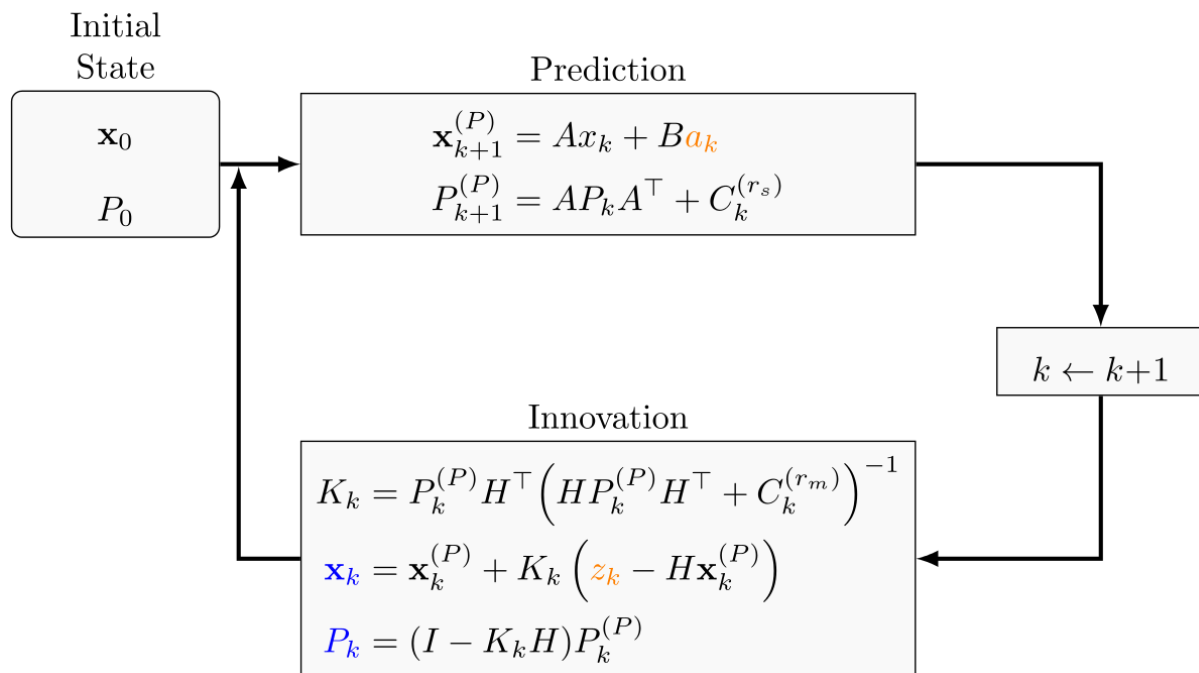 Initial
State
x₀
P₀
Prediction
x_{k+1}^{(P)} = Ax_k + Ba_k
P_{k+1}^{(P)} = AP_kA^⊤ + C_k^{(r_s)}
k ← k+1
Innovation
K_k = P_k^{(P)}H^⊤(HP_k^{(P)}H^⊤ + C_k^{(r_m)})^{-1}
x_k = x_k^{(P)} + K_k(z_k − Hx_k^{(P)})
P_k = (I − K_kH)P_k^{(P)}